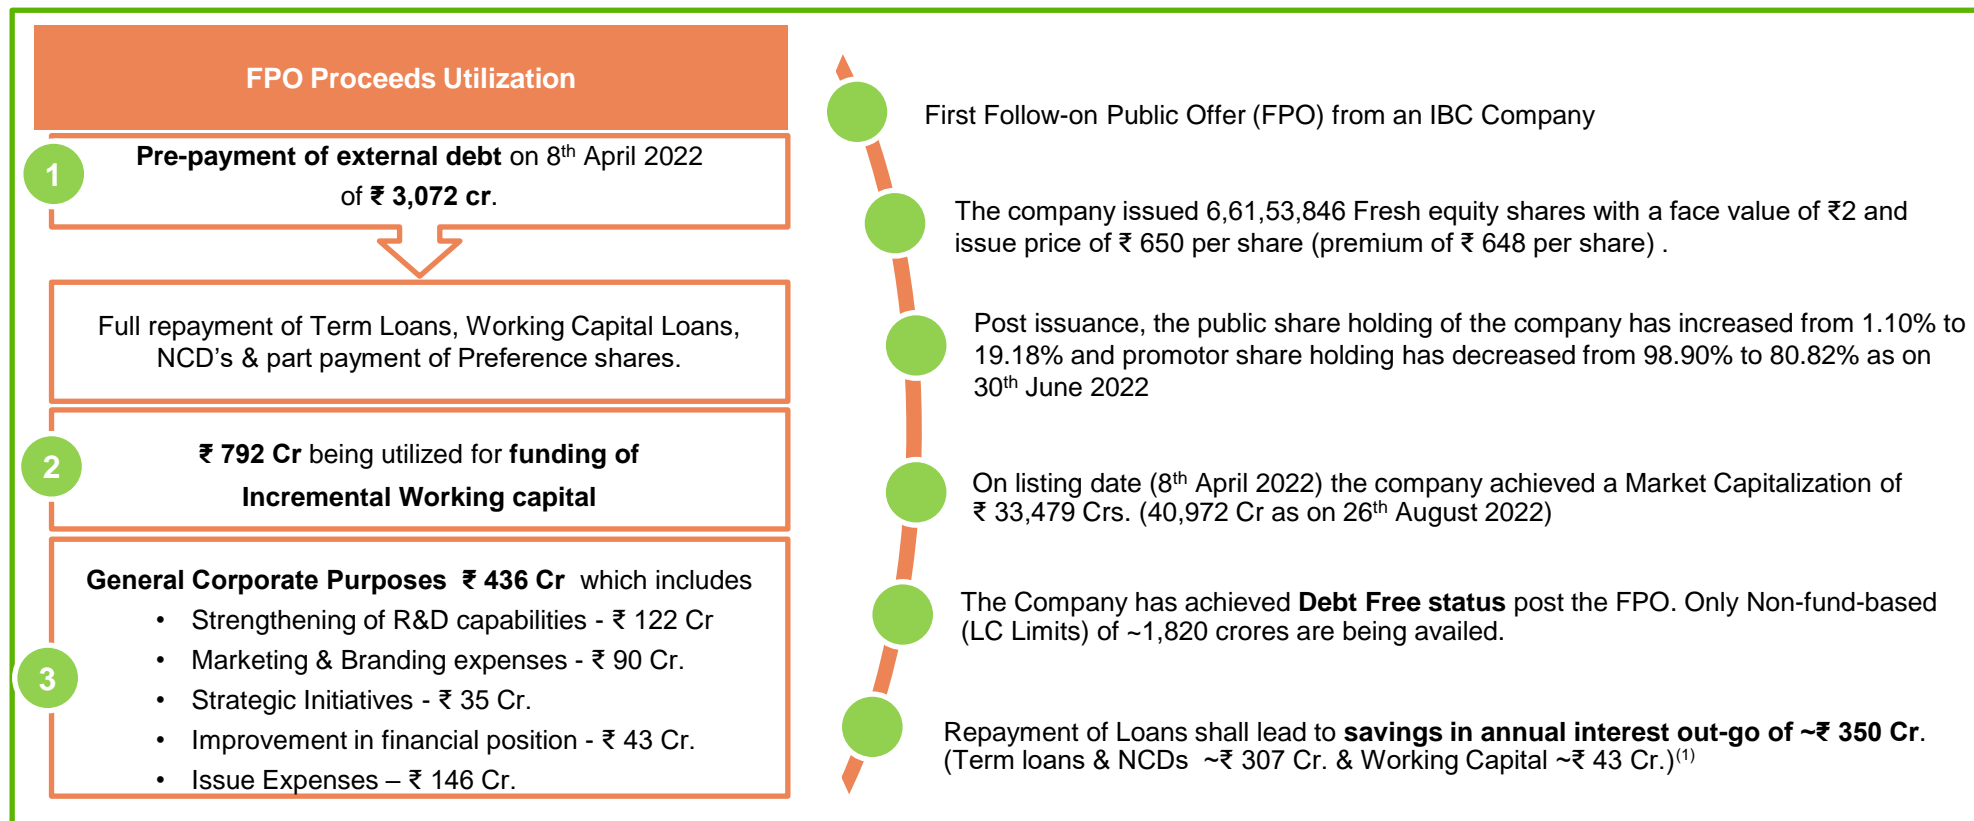 FPO Proceeds Utilization
1
Pre-payment of external debt on 8th April 2022
of ₹ 3,072 cr.
Full repayment of Term Loans, Working Capital Loans,
NCD's & part payment of Preference shares.
2
₹ 792 Cr being utilized for funding of
Incremental Working capital
3
General Corporate Purposes ₹ 436 Cr which includes
• Strengthening of R&D capabilities - ₹ 122 Cr
• Marketing & Branding expenses - ₹ 90 Cr.
• Strategic Initiatives - ₹ 35 Cr.
• Improvement in financial position - ₹ 43 Cr.
• Issue Expenses – ₹ 146 Cr.
First Follow-on Public Offer (FPO) from an IBC Company
The company issued 6,61,53,846 Fresh equity shares with a face value of ₹2 and
issue price of ₹ 650 per share (premium of ₹ 648 per share) .
Post issuance, the public share holding of the company has increased from 1.10% to
19.18% and promotor share holding has decreased from 98.90% to 80.82% as on
30th June 2022
On listing date (8th April 2022) the company achieved a Market Capitalization of
₹ 33,479 Crs. (40,972 Cr as on 26th August 2022)
The Company has achieved Debt Free status post the FPO. Only Non-fund-based
(LC Limits) of ~1,820 crores are being availed.
Repayment of Loans shall lead to savings in annual interest out-go of ~₹ 350 Cr.
(Term loans & NCDs ~₹ 307 Cr. & Working Capital ~₹ 43 Cr.)(1)